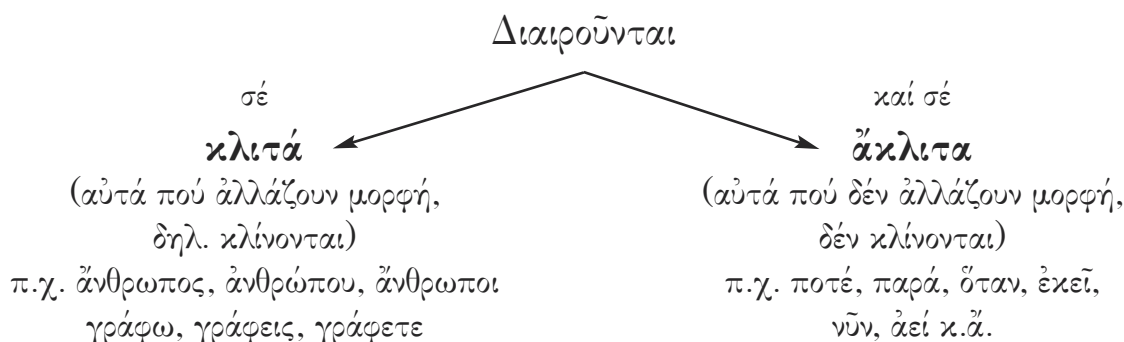 Διαιροῦνται
σέ
κλιτά
(αὐτά πού ἀλλάζουν μορφή,
δηλ. κλίνονται)
π.χ. ἄνθρωπος, ἀνθρώπου, ἄνθρωποι
γράφω, γράφεις, γράφετε
καί σέ
ἄκλιτα
(αὐτά πού δέν ἀλλάζουν μορφή,
δέν κλίνονται)
π.χ. ποτέ, παρά, ὅταν, ἐκεῖ,
νῦν, ἀεί κ.ἄ.